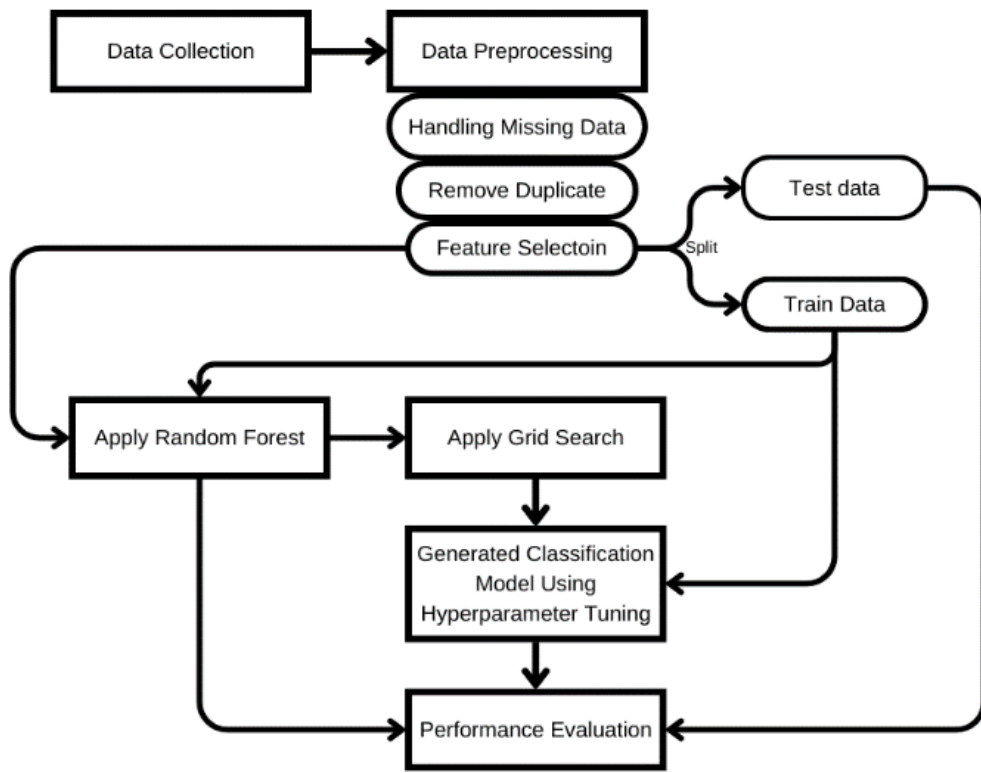 Data Collection
Data Preprocessing
Handling Missing Data
Remove Duplicate
Feature Selectoin
Split
Test data
Train Data
Apply Random Forest
Apply Grid Search
Generated Classification
Model Using
Hyperparameter Tuning
Performance Evaluation